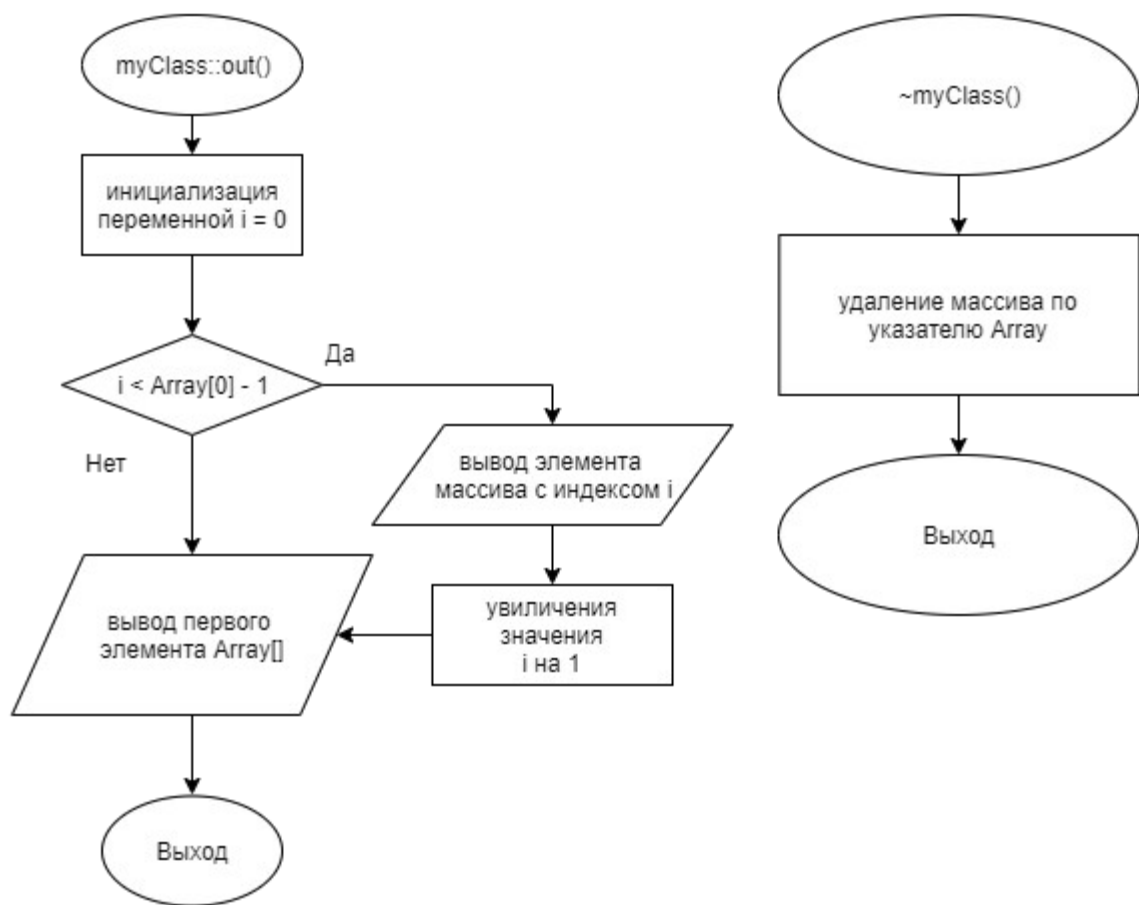 myClass::out()
инициализация
переменной i = 0
i < Array[0] - 1
Да
Нет
вывод элемента
массива с индексом i
увиличения
значения
i на 1
вывод первого
элемента Array[]
Выход
~myClass()
удаление массива по
указателю Array
Выход